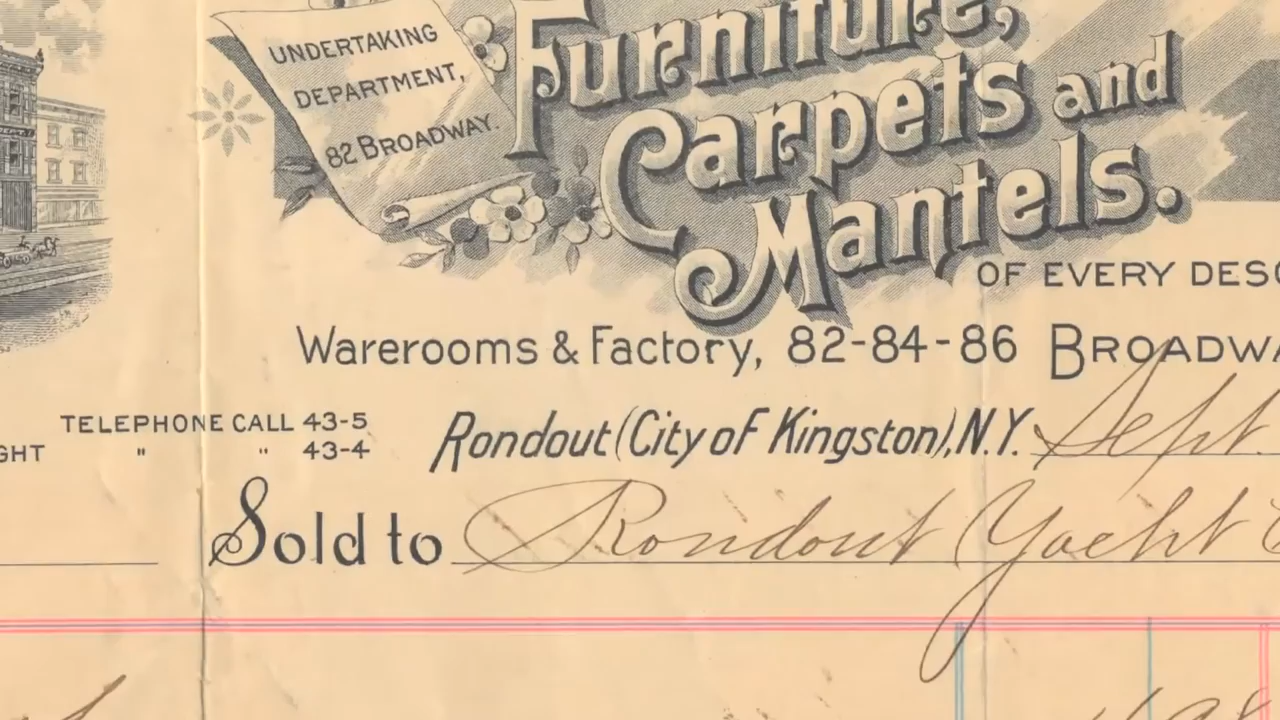 UNDERTAKING
DEPARTMENT,
82 BROADWAY.
Furniture,
Carpets and
Mantels.
OF EVERY DESC
Warerooms & Factory, 82-84-86 BROADWA
TELEPHONE CALL 43-5
GHT " " 43-4
Rondout (City of Kingston), N.Y. Sept.
Sold to Rondout Yacht C